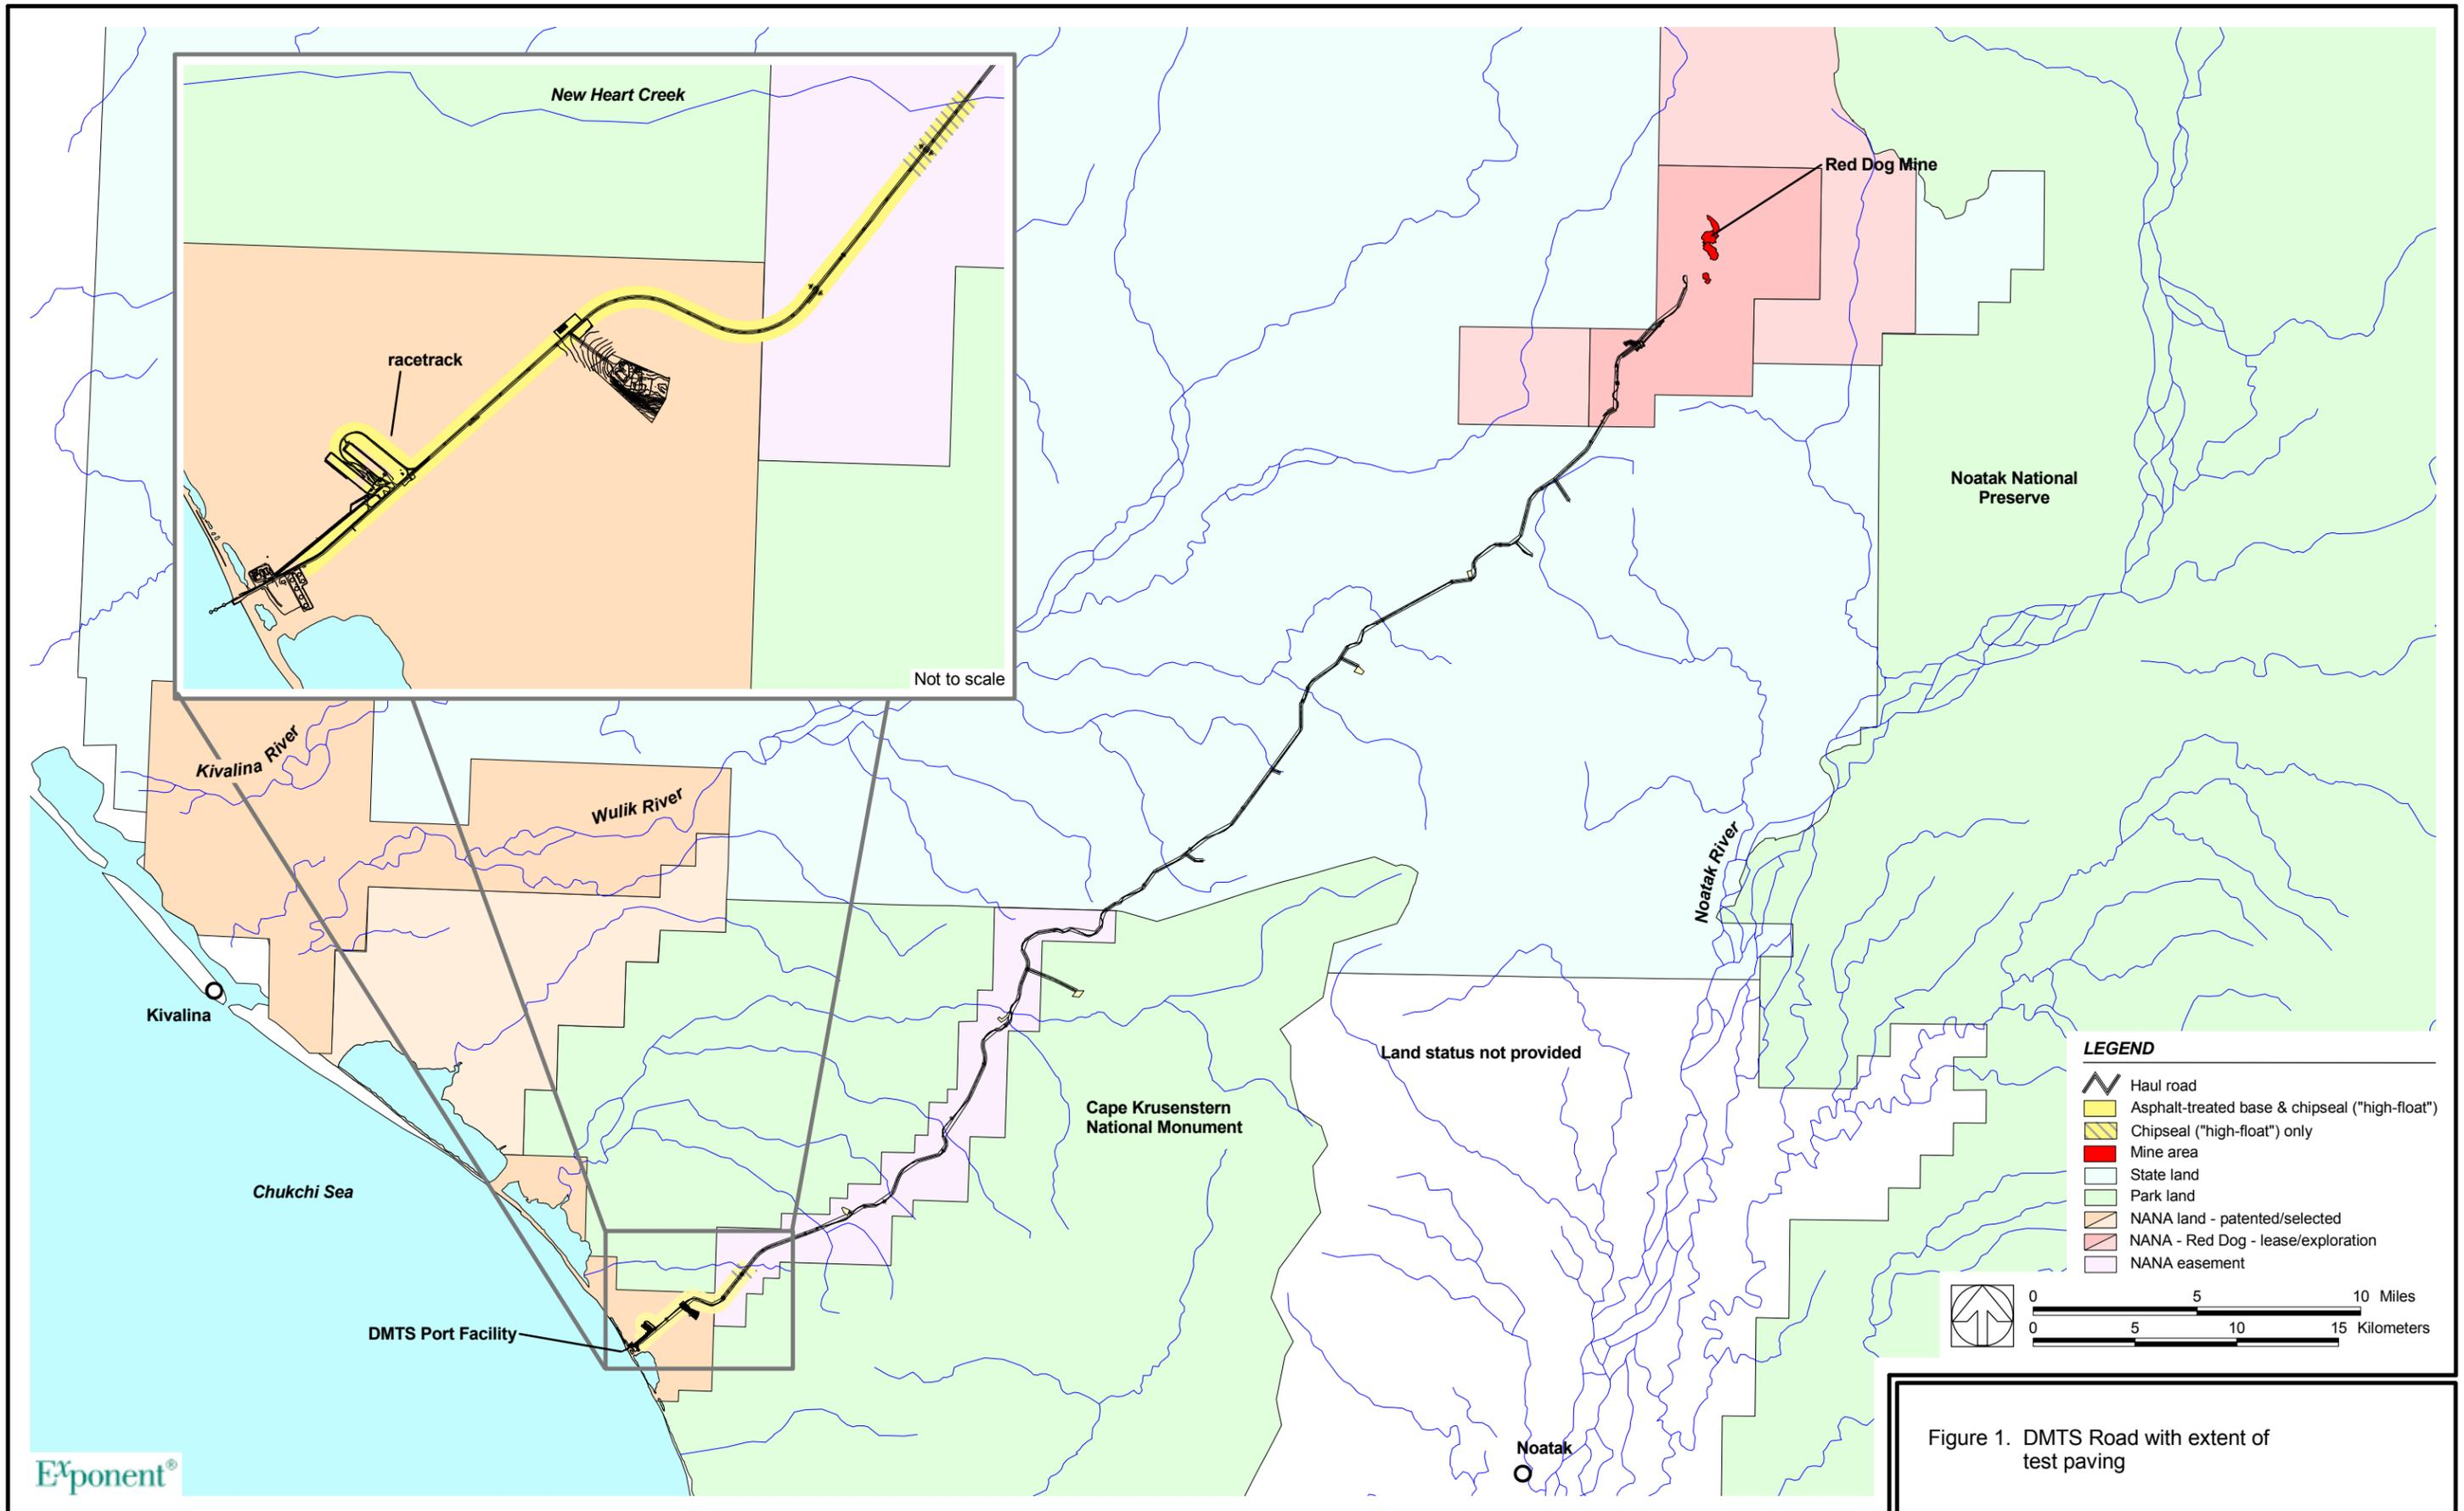 New Heart Creek
racetrack
Not to scale
Red Dog Mine
Noatak National
Preserve
Kivalina River
Wulik River
Noatak River
Kivalina
Land status not provided
Cape Krusenstern
National Monument
Chukchi Sea
DMTS Port Facility
Noatak
LEGEND
Haul road
Asphalt-treated base & chipseal ("high-float")
Chipseal ("high-float") only
Mine area
State land
Park land
NANA land - patented/selected
NANA - Red Dog - lease/exploration
NANA easement
0 5 10 Miles
0 5 10 15 Kilometers
Exponent®
Figure 1. DMTS Road with extent of
test paving